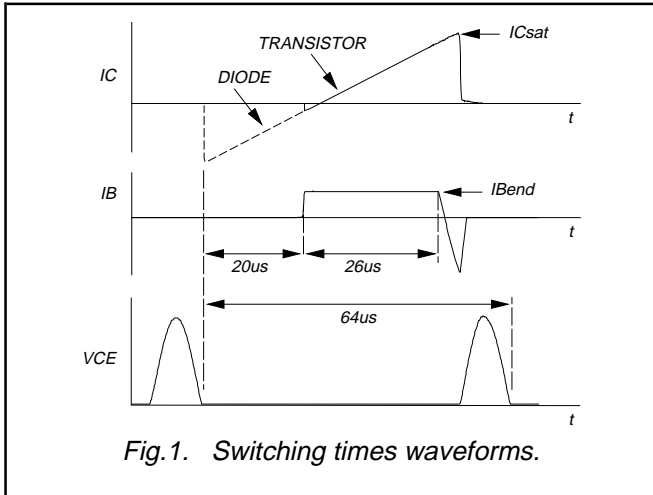 ICsat
TRANSISTOR
IC
DIODE
t
IB
IBend
t
20us
26us
64us
VCE
t
Fig.1. Switching times waveforms.